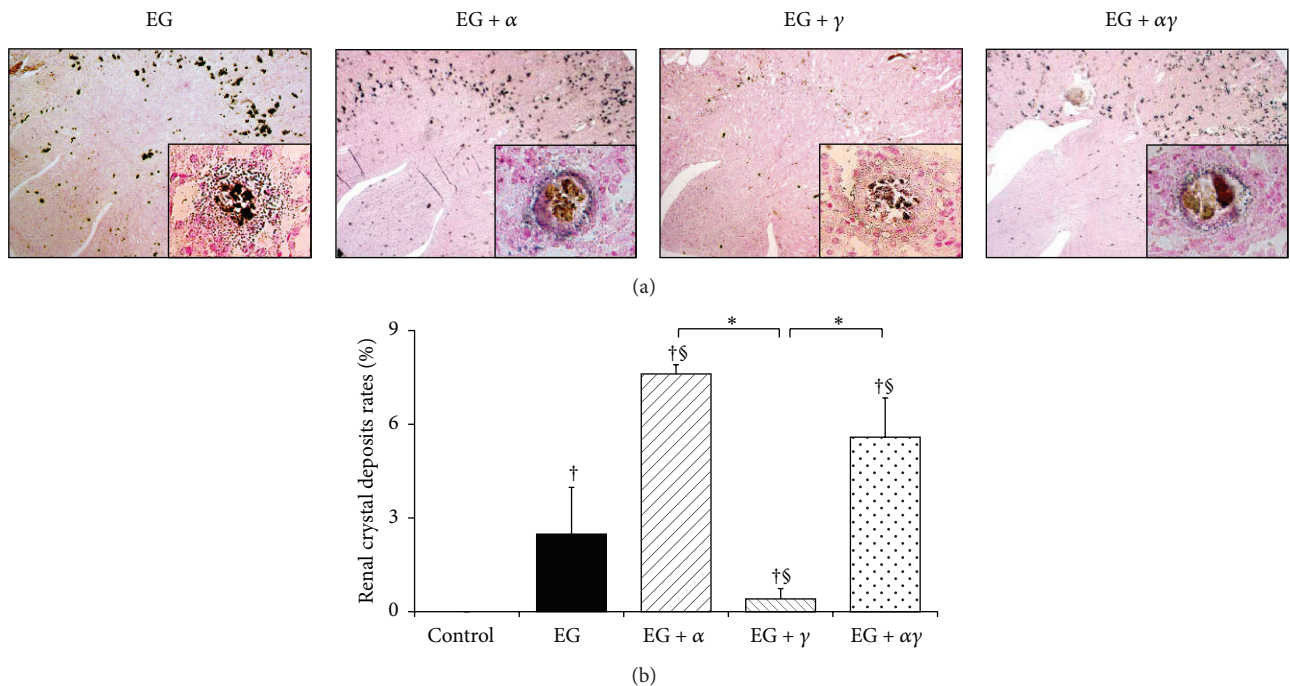 EG EG + α EG + γ EG + αγ
(a)
Renal crystal deposits rates (%)
9
6
3
0
* *
†
†§
†§
†§
Control EG EG + α EG + γ EG + αγ
(b)